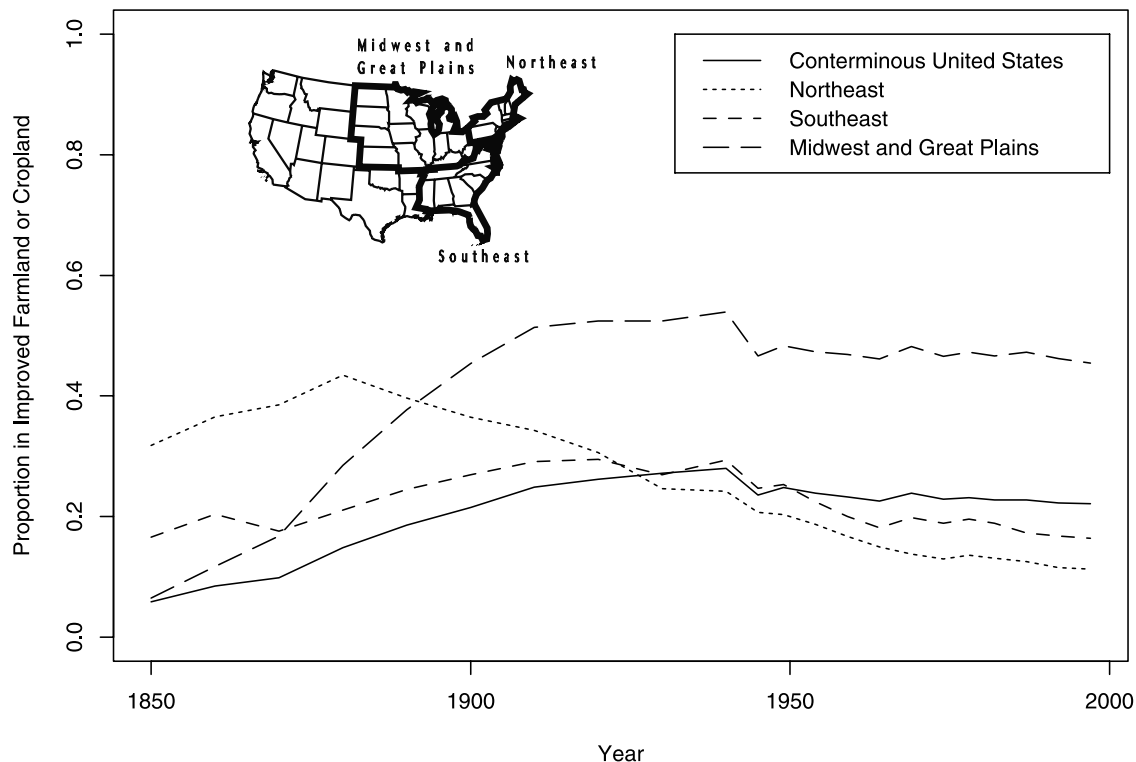 Midwest and
Great Plains
Northeast
Southeast
Conterminous United States
Northeast
Southeast
Midwest and Great Plains
Proportion in Improved Farmland or Cropland
1.0
0.8
0.6
0.4
0.2
0.0
1850
1900
1950
2000
Year